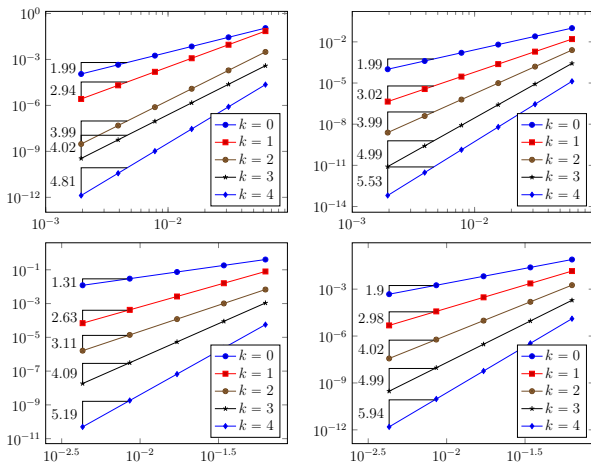 10^0
10^-3
10^-6
10^-9
10^-12
1.99
2.94
3.99
4.02
4.81
k = 0
k = 1
k = 2
k = 3
k = 4
10^-3
10^-2
10^-2
10^-5
10^-8
10^-11
10^-14
1.99
3.02
3.99
4.99
5.53
k = 0
k = 1
k = 2
k = 3
k = 4
10^-3
10^-2
10^-1
10^-3
10^-5
10^-7
10^-9
10^-11
1.31
2.63
3.11
4.09
5.19
k = 0
k = 1
k = 2
k = 3
k = 4
10^-2.5
10^-2
10^-1.5
10^-3
10^-6
10^-9
10^-12
1.9
2.98
4.02
4.99
5.94
k = 0
k = 1
k = 2
k = 3
k = 4
10^-2.5
10^-2
10^-1.5